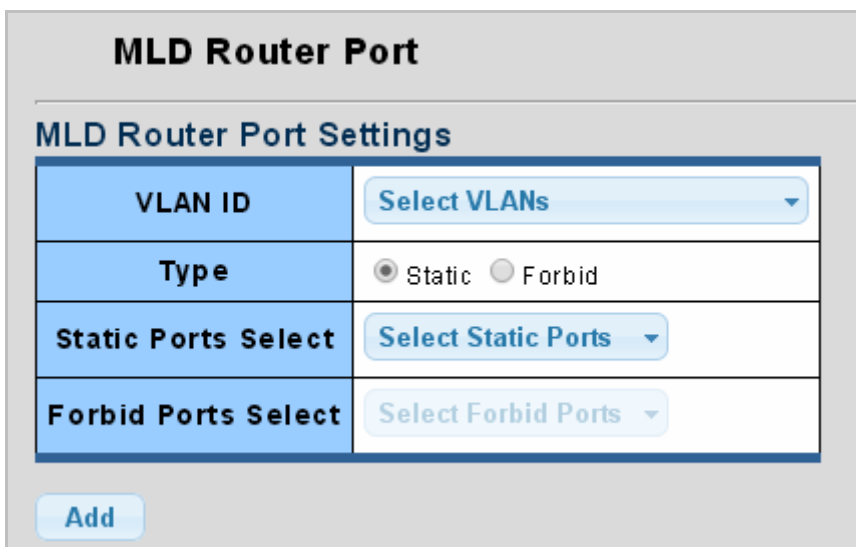 MLD Router Port
MLD Router Port Settings
VLAN ID Select VLANs
Type Static Forbid
Static Ports Select Select Static Ports
Forbid Ports Select Select Forbid Ports
Add